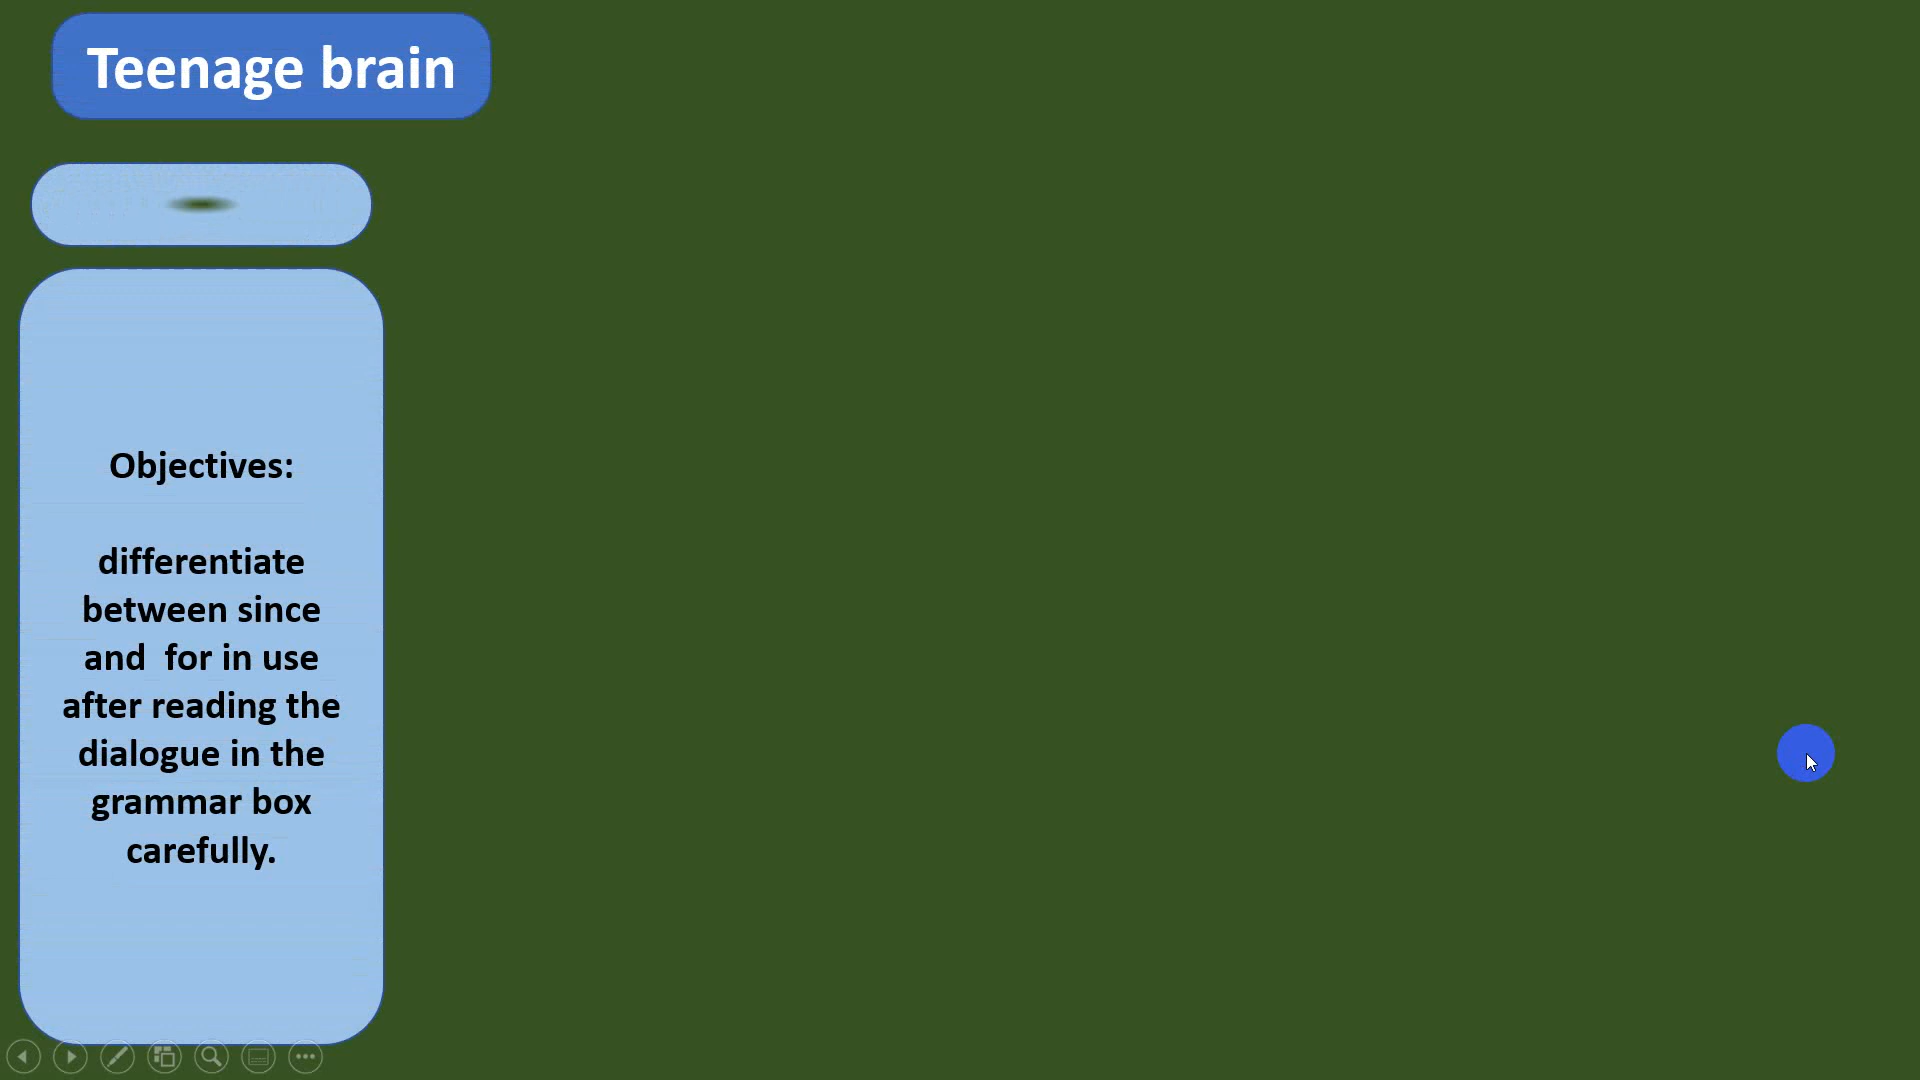 Teenage brain
Objectives:
differentiate
between since
and  for in use
after reading the
dialogue in the
grammar box
carefully.